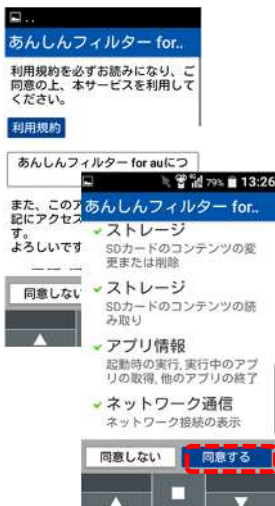 あんしんフィルター for..
利用規約を必ずお読みになり、ご
同意の上、本サービスを利用して
ください。
利用規約
あんしんフィルター for auにつ
また、このア
記にアクセス
す。
よろしいです
同意しない
79% 13:26
あんしんフィルター for..
ストレージ
SDカードのコンテンツの変
更または削除
ストレージ
SDカードのコンテンツの読
み取り
アプリ情報
起動時の実行, 実行中のアプ
リの取得, 他のアプリの終了
ネットワーク通信
ネットワーク接続の表示
同意しない
同意する